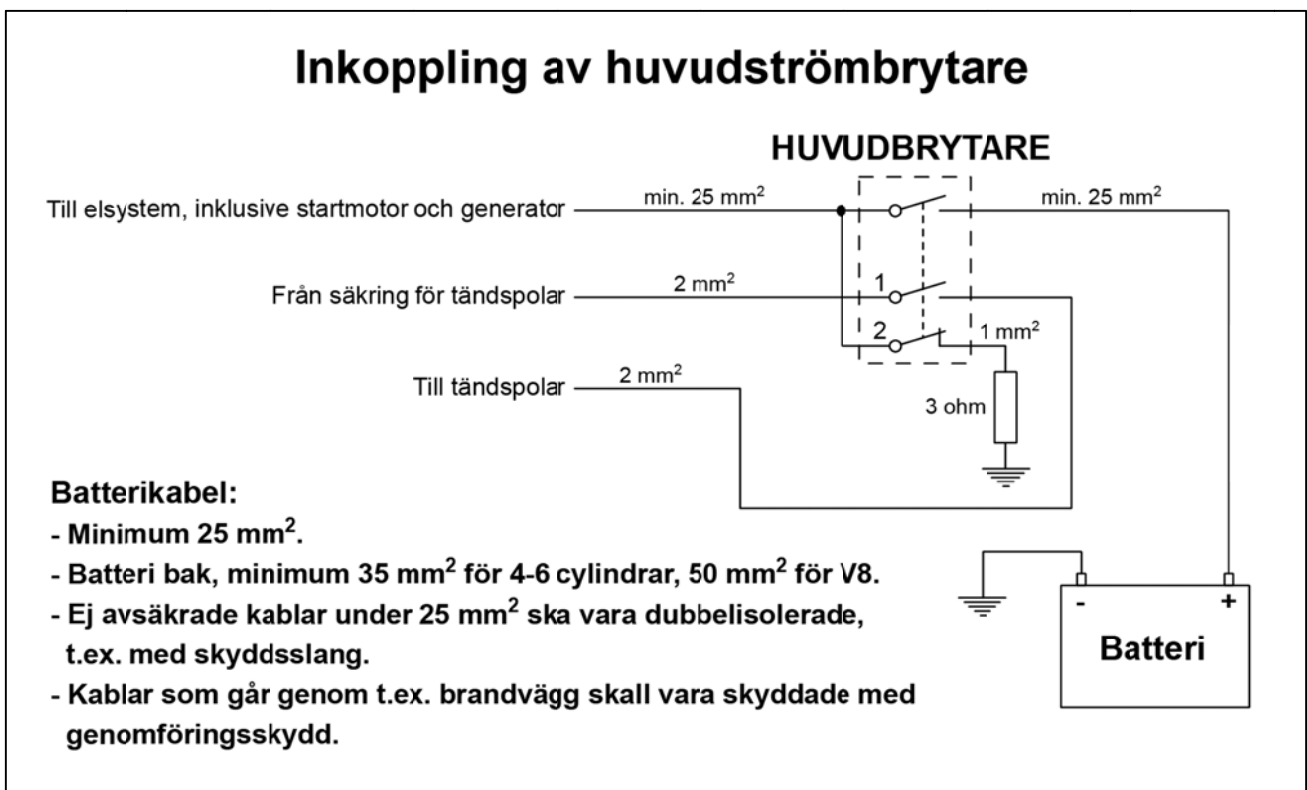 Inkoppling av huvudströmbrytare
HUVUDBRYTARE
Till elsystem, inklusive startmotor och generator
min. 25 mm²
min. 25 mm²
Från säkring för tändspolar
2 mm²
1
2
1 mm²
Till tändspolar
2 mm²
3 ohm
Batterikabel:
- Minimum 25 mm².
- Batteri bak, minimum 35 mm² för 4-6 cylindrar, 50 mm² för V8.
- Ej avsäkrade kablar under 25 mm² ska vara dubbelisolerade,
t.ex. med skyddsslang.
- Kablar som går genom t.ex. brandvägg skall vara skyddade med
genomföringsskydd.
- +
Batteri